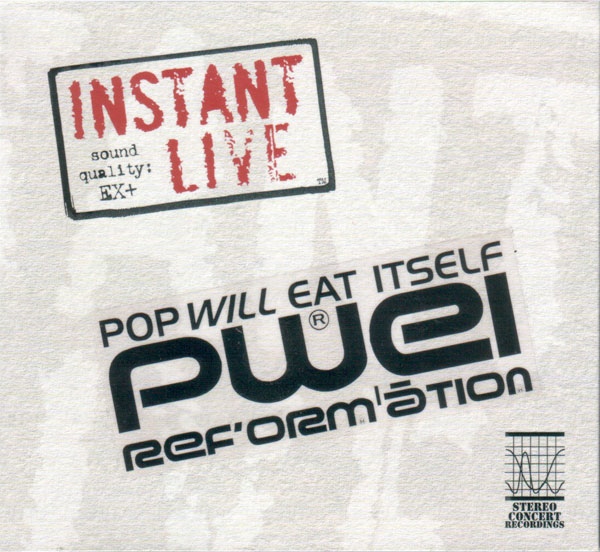 INSTANT
LIVE
sound
quality:
EX+
TM
POP WILL EAT ITSELF
PWEI
®
REF'ORM'ĀTION
STEREO
CONCERT
RECORDINGS